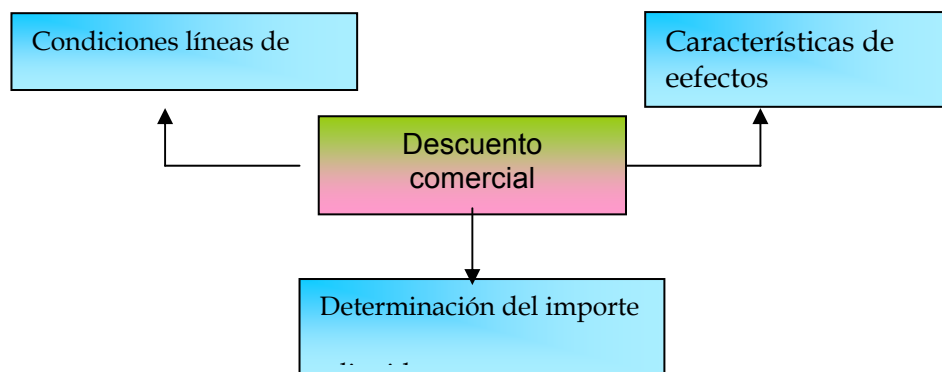 Condiciones líneas de
Características de
eefectos
Descuento
comercial
Determinación del importe